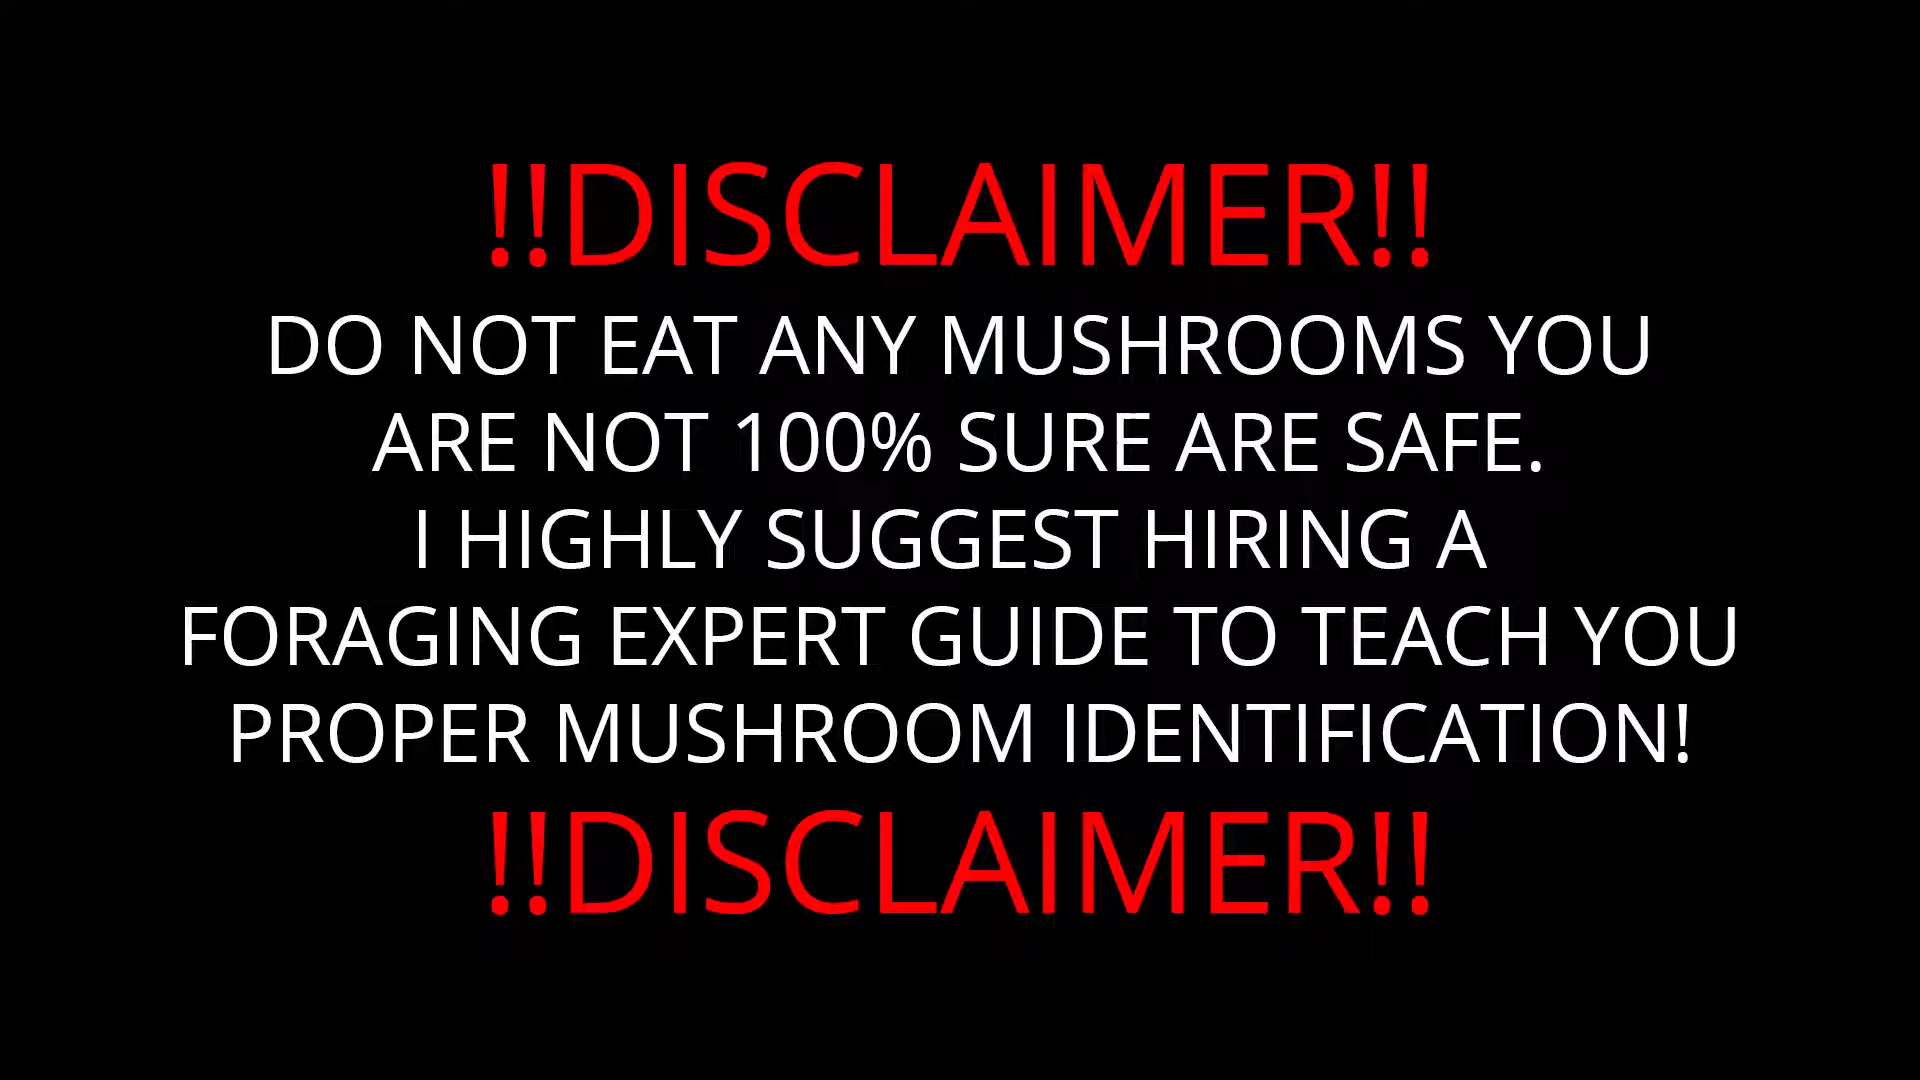 !!DISCLAIMER!!
DO NOT EAT ANY MUSHROOMS YOU
ARE NOT 100% SURE ARE SAFE.
I HIGHLY SUGGEST HIRING A
FORAGING EXPERT GUIDE TO TEACH YOU
PROPER MUSHROOM IDENTIFICATION!
!!DISCLAIMER!!